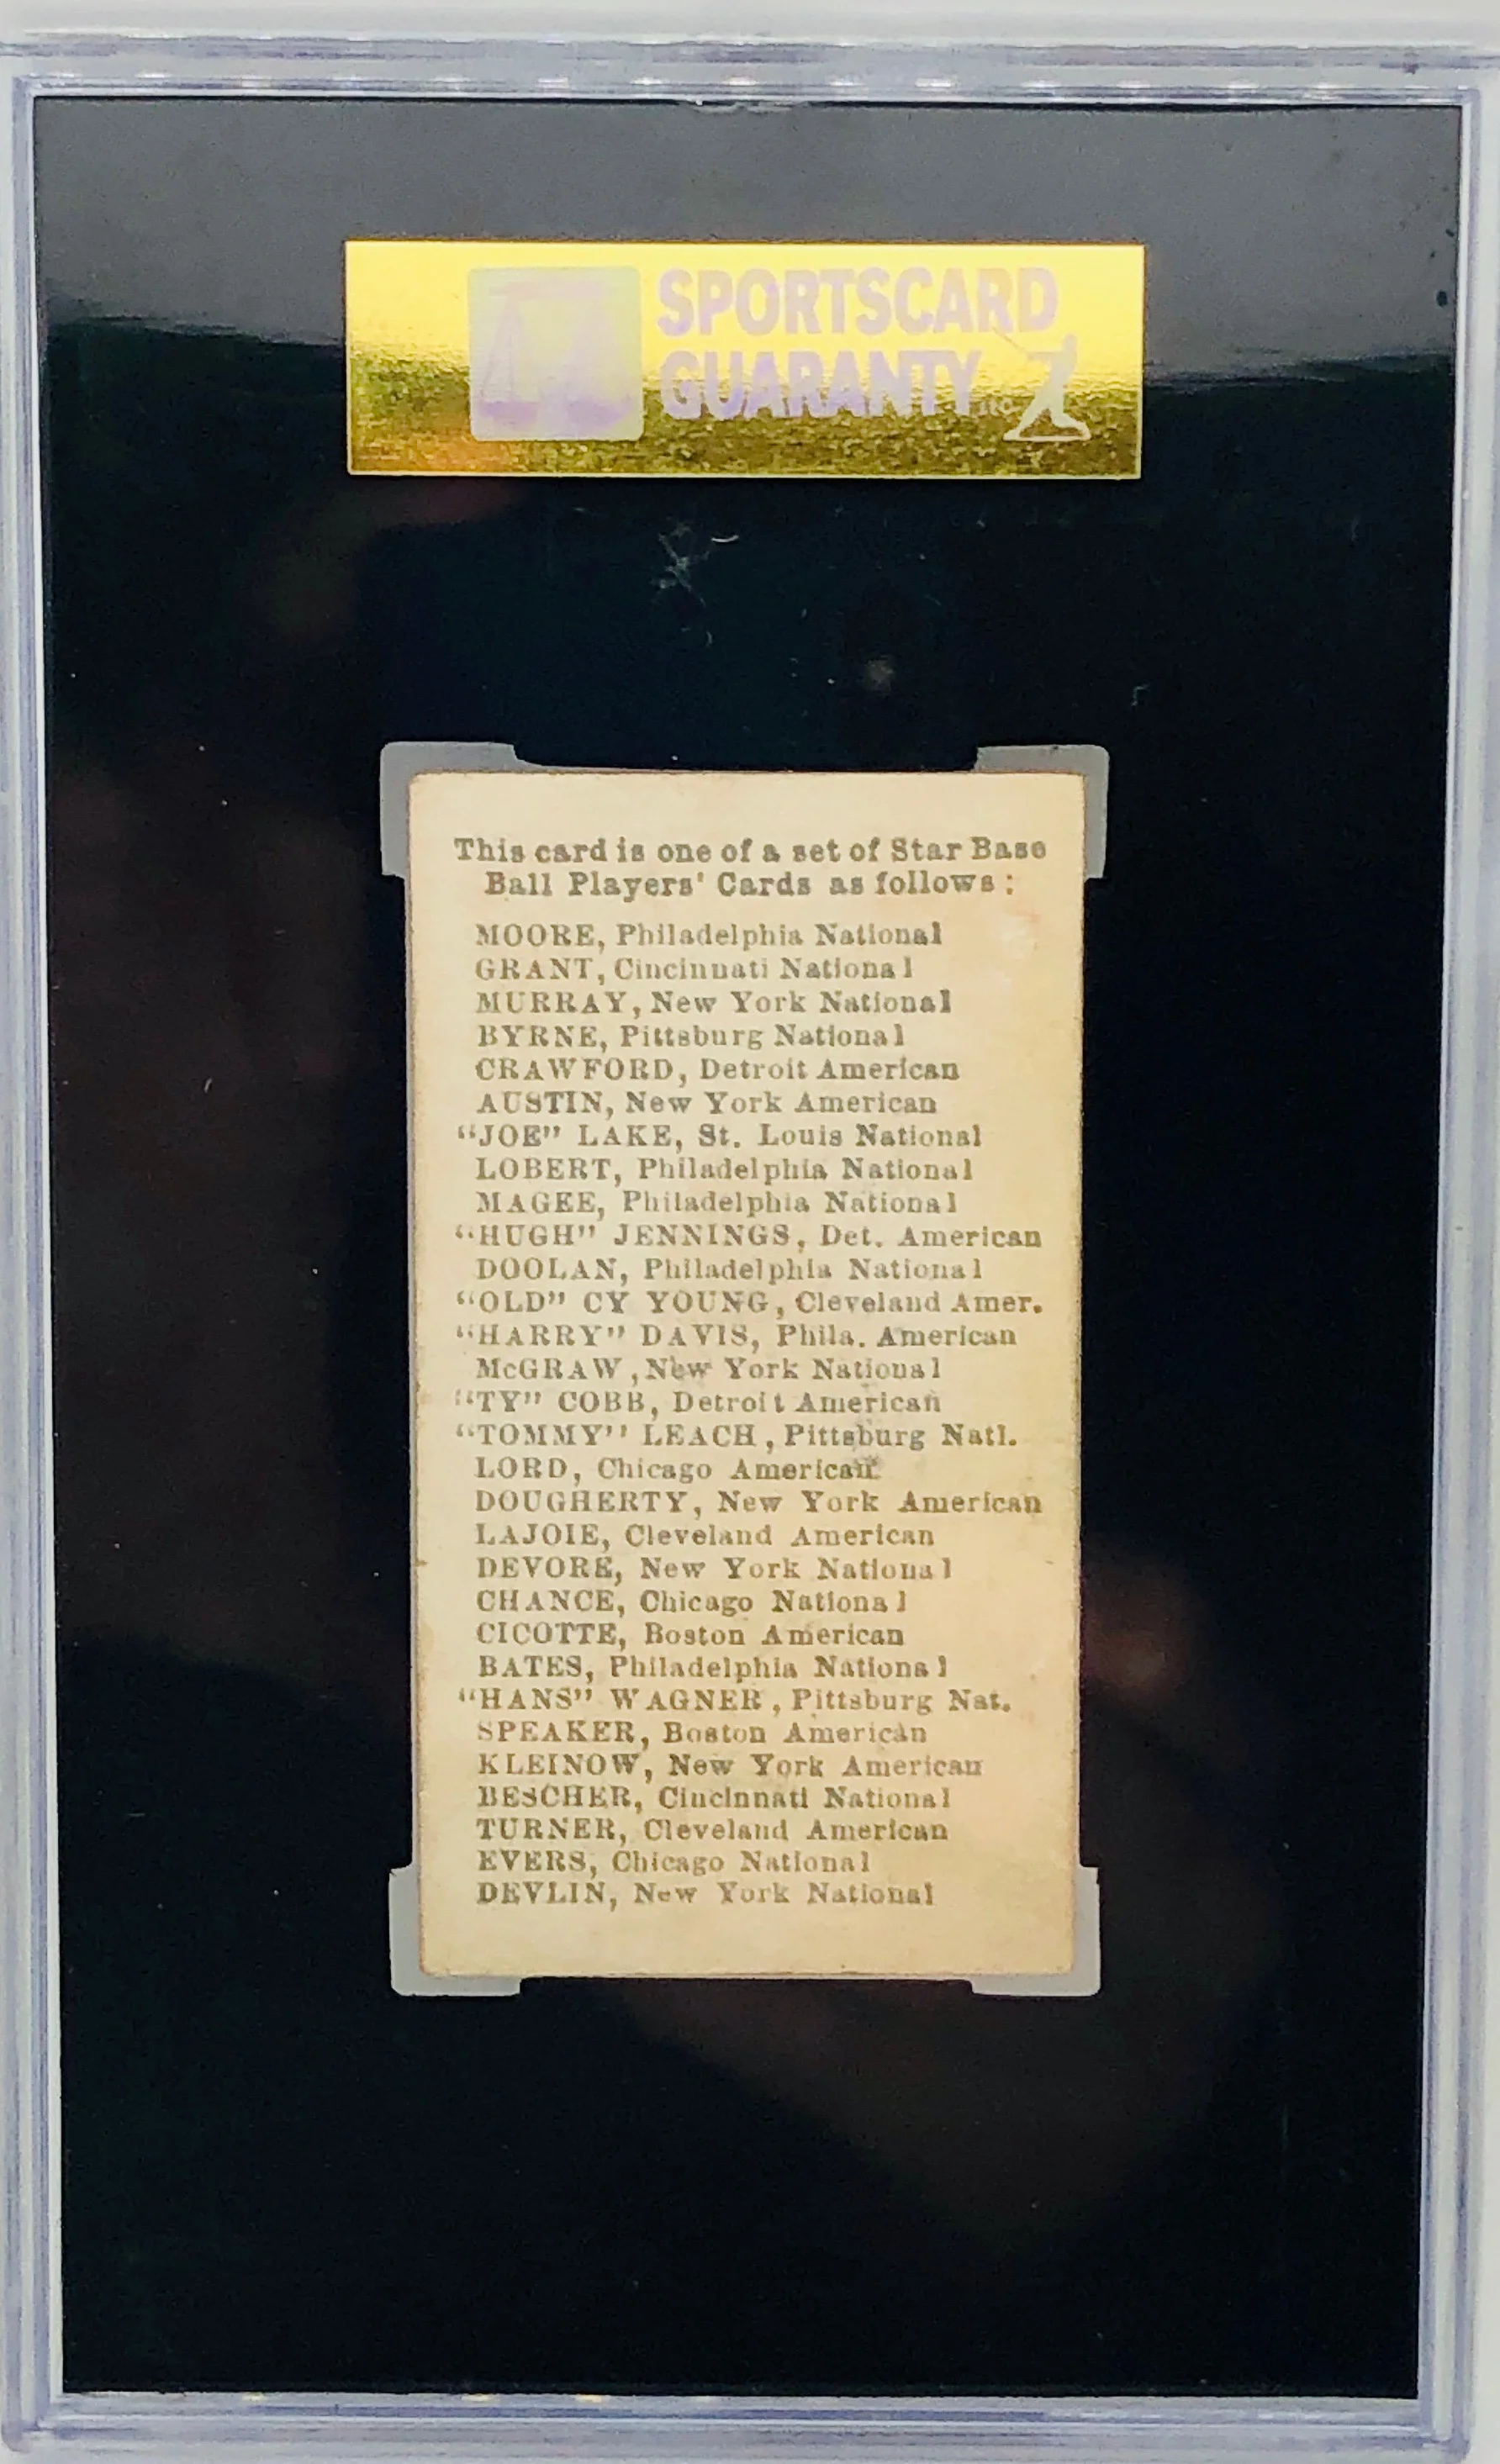 SPORTSCARD
GUARANTY
This card is one of a set of Star Base
Ball Players' Cards as follows:
MOORE, Philadelphia National
GRANT, Cincinnati National
MURRAY, New York National
BYRNE, Pittsburg National
CRAWFORD, Detroit American
AUSTIN, New York American
"JOE" LAKE, St. Louis National
LOBERT, Philadelphia National
MAGEE, Philadelphia National
"HUGH" JENNINGS, Det. American
DOOLAN, Philadelphia National
"OLD" CY YOUNG, Cleveland Amer.
"HARRY" DAVIS, Phila. American
McGRAW, New York National
"TY" COBB, Detroit American
"TOMMY" LEACH, Pittsburg Natl.
LORD, Chicago American
DOUGHERTY, New York American
LAJOIE, Cleveland American
DEVORE, New York National
CHANCE, Chicago National
CICOTTE, Boston American
BATES, Philadelphia National
"HANS" WAGNER, Pittsburg Nat.
SPEAKER, Boston American
KLEINOW, New York American
BESCHER, Cincinnati National
TURNER, Cleveland American
EVERS, Chicago National
DEVLIN, New York National